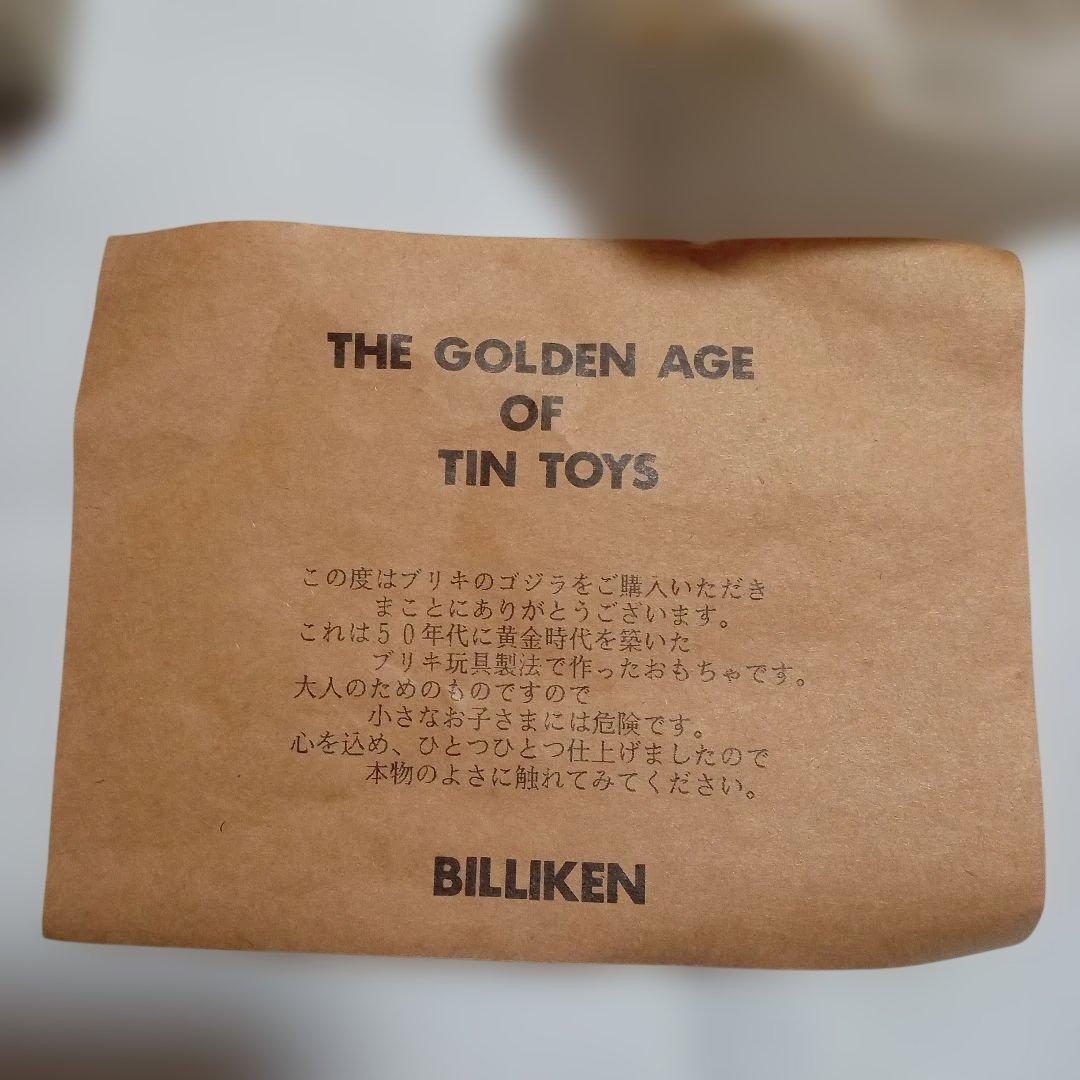 THE GOLDEN AGE
OF
TIN TOYS
この度はブリキのゴジラをご購入いただき
まことにありがとうございます。
これは５０年代に黄金時代を築いた
ブリキ玩具製法で作ったおもちゃです。
大人のためのものですので
小さなお子さまには危険です。
心を込め、ひとつひとつ仕上げましたので
本物のよさに触れてみてください。
BILLIKEN